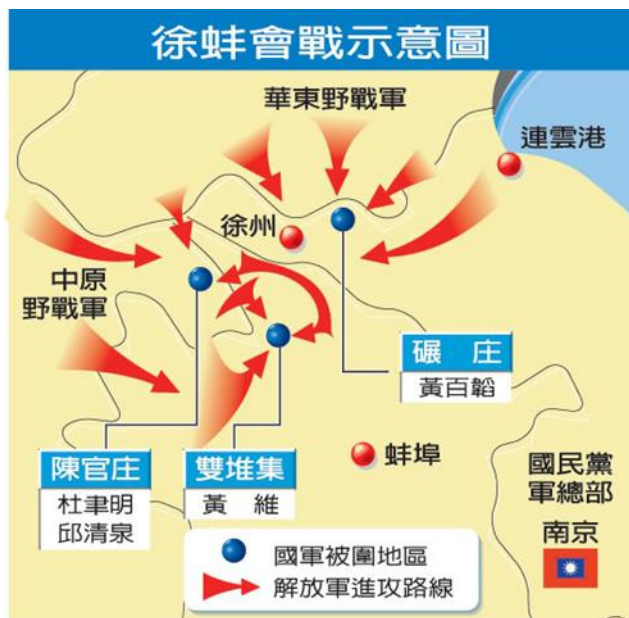 徐蚌會戰示意圖
華東野戰軍
連雲港
徐州
中原
野戰軍
碾庄
黃百韜
陳官庄
杜聿明
邱清泉
雙堆集
黃維
蚌埠
國民黨
軍總部
南京
國軍被圍地區
解放軍進攻路線